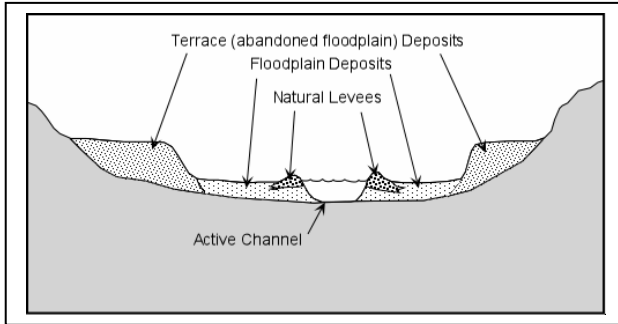 Terrace (abandoned floodplain) Deposits
Floodplain Deposits
Natural Levees
Active Channel